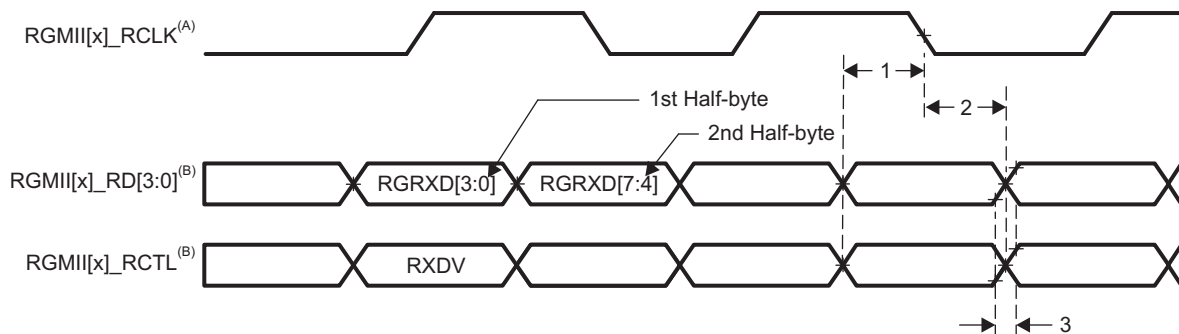 RGMII[x]_RCLK(A)
1
1st Half-byte
2
2nd Half-byte
RGMII[x]_RD[3:0](B)
RGRXD[3:0]
RGRXD[7:4]
RGMII[x]_RCTL(B)
RXDV
3